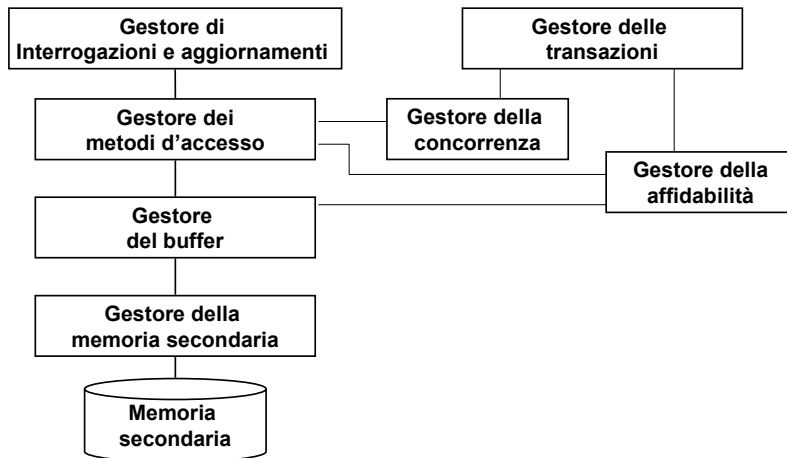 Gestore di
Interrogazioni e aggiornamenti
Gestore delle
transazioni
Gestore dei
metodi d'accesso
Gestore della
concorrenza
Gestore della
affidabilità
Gestore
del buffer
Gestore della
memoria secondaria
Memoria
secondaria